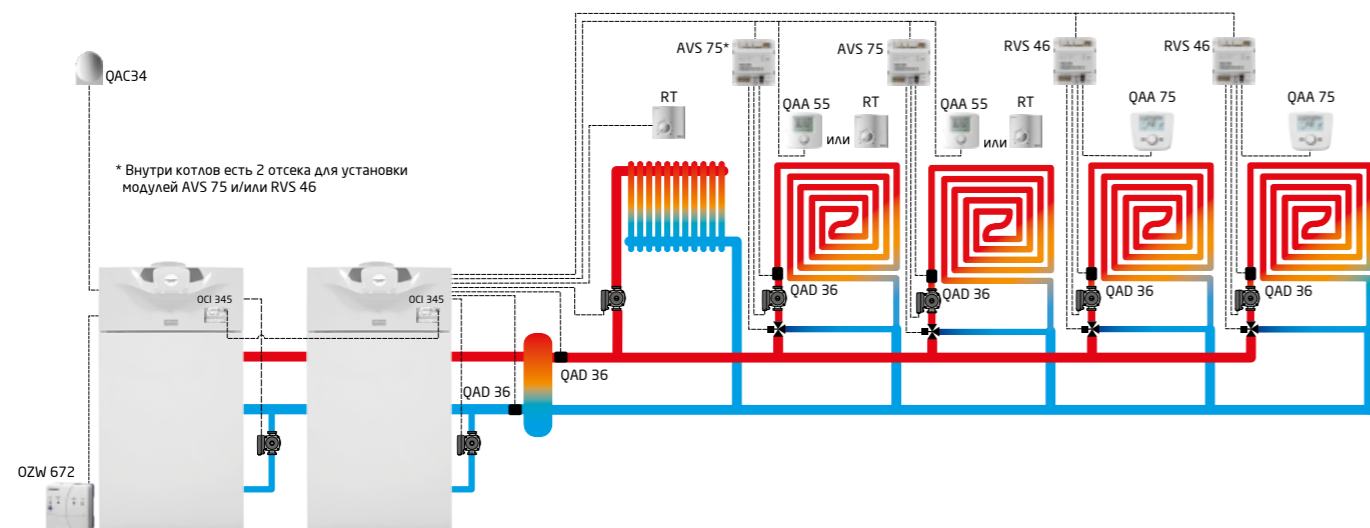 QAC34
* Внутри котлов есть 2 отсека для установки
модулей AVS 75 и/или RVS 46
AVS 75*
AVS 75
RVS 46
RVS 46
RT
QAA 55
RT
или
QAA 55
RT
или
QAA 75
QAA 75
QAD 36
QAD 36
QAD 36
QAD 36
OCI 345
OCI 345
QAD 36
QAD 36
OZW 672